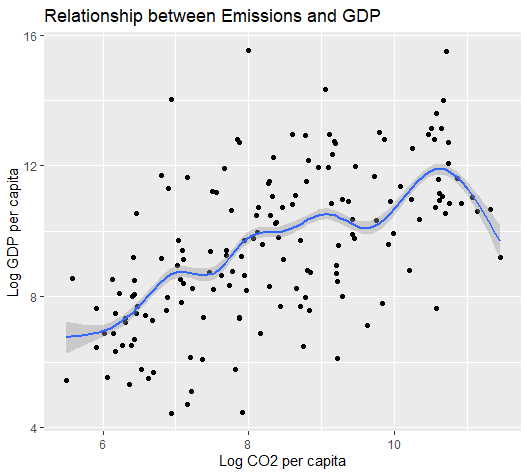 Relationship between Emissions and GDP
16
12
8
4
Log GDP per capita
6
8
10
Log CO2 per capita